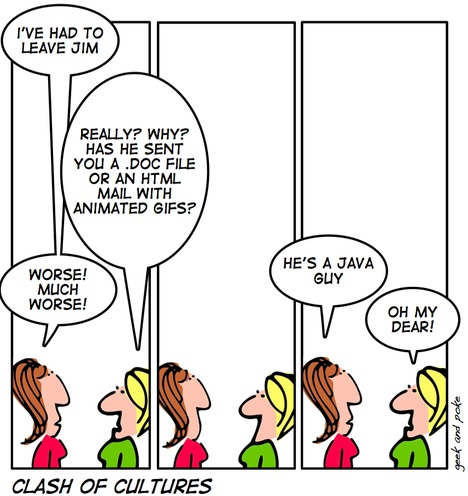 I'VE HAD TO
LEAVE JIM
REALLY? WHY?
HAS HE SENT
YOU A .DOC FILE
OR AN HTML
MAIL WITH
ANIMATED GIFS?
WORSE!
MUCH
WORSE!
HE'S A JAVA
GUY
OH MY
DEAR!
geek and poke
CLASH OF CULTURES